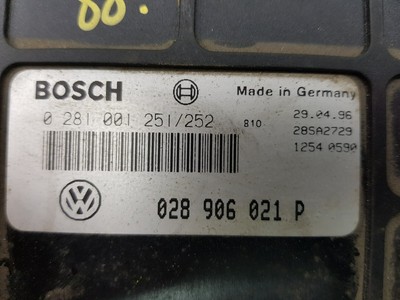 80.
BOSCH Made in Germany
0 281 001 251/252 810 29.04.96
28SA2729
1254 0590
028 906 021 P